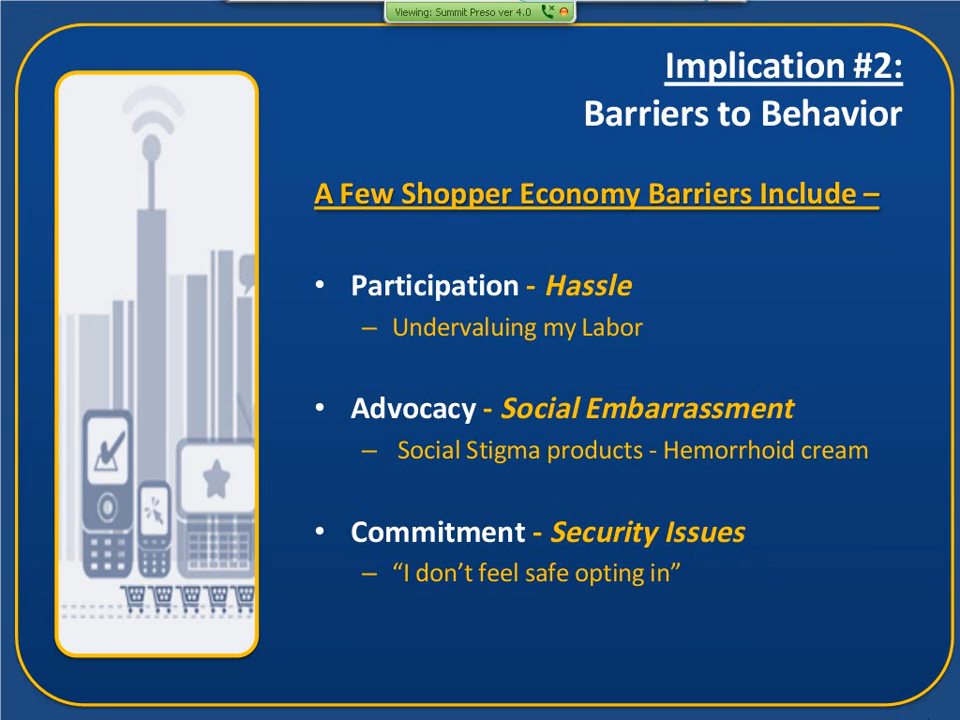 Viewing: Summit Preso ver 4.0
Implication #2:
Barriers to Behavior
A Few Shopper Economy Barriers Include –
• Participation - Hassle
– Undervaluing my Labor
• Advocacy - Social Embarrassment
– Social Stigma products - Hemorrhoid cream
• Commitment - Security Issues
– “I don’t feel safe opting in”